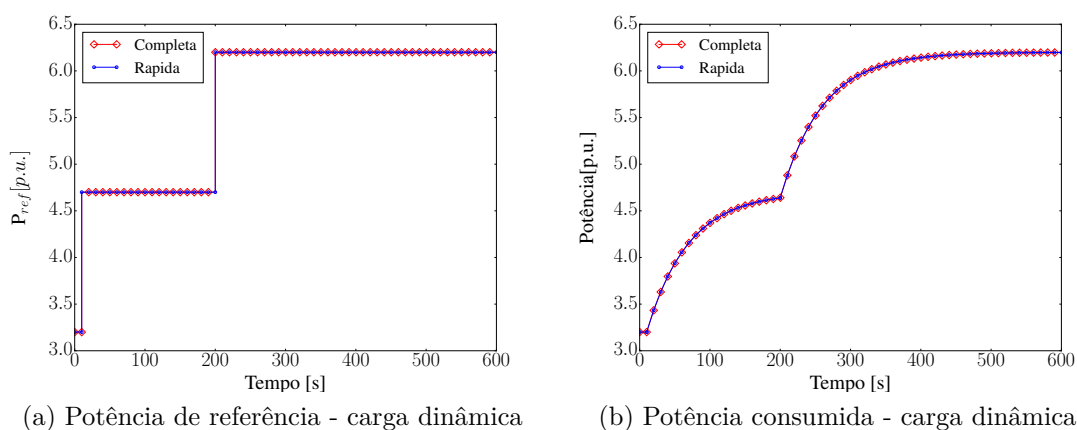 6.5
6.0
5.5
5.0
4.5
4.0
3.5
3.0
P_ref[p.u.]
Completa
Rapida
0 100 200 300 400 500 600
Tempo [s]
(a) Potência de referência - carga dinâmica
6.5
6.0
5.5
5.0
4.5
4.0
3.5
3.0
Potência[p.u.]
Completa
Rapida
0 100 200 300 400 500 600
Tempo [s]
(b) Potência consumida - carga dinâmica